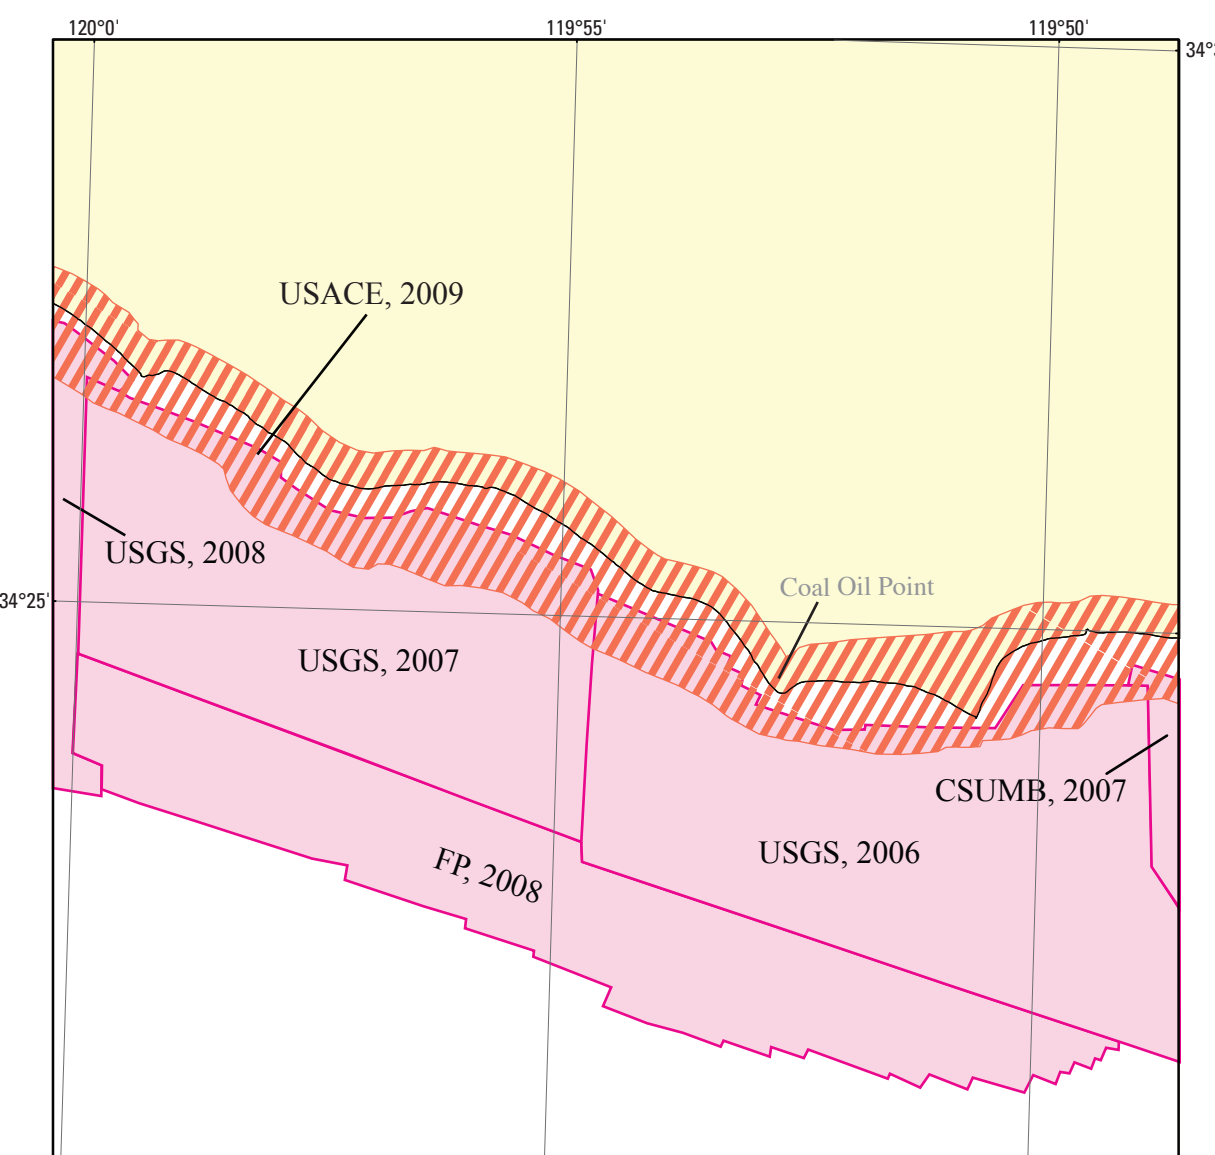 120°0' 119°55' 119°50'
34°
USACE, 2009
USGS, 2008
Coal Oil Point
34°25'
USGS, 2007
CSUMB, 2007
USGS, 2006
FP, 2008